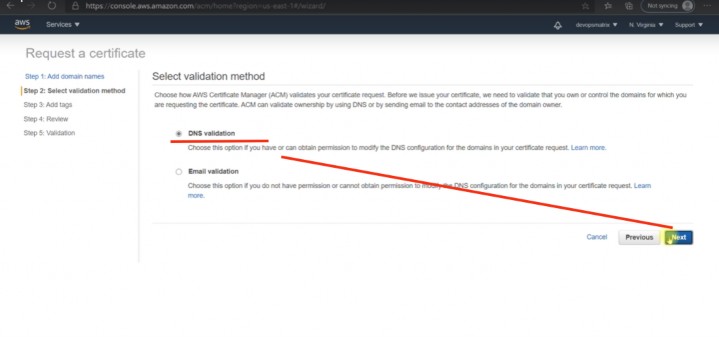 https://console.aws.amazon.com/acm/home?region=us-east-1#/wizard/
Not syncing
aws Services devopsmatrix N. Virginia Support
Request a certificate
Step 1: Add domain names
Step 2: Select validation method
Step 3: Add tags
Step 4: Review
Step 5: Validation
Select validation method
Choose how AWS Certificate Manager (ACM) validates your certificate request. Before we issue your certificate, we need to validate that you own or control the domains for which you
are requesting the certificate. ACM can validate ownership by using DNS or by sending email to the contact addresses of the domain owner.
DNS validation
Choose this option if you have or can obtain permission to modify the DNS configuration for the domains in your certificate request. Learn more.
Email validation
Choose this option if you do not have permission or cannot obtain permission to modify the DNS configuration for the domains in your certificate request. Learn
more.
Cancel Previous Next